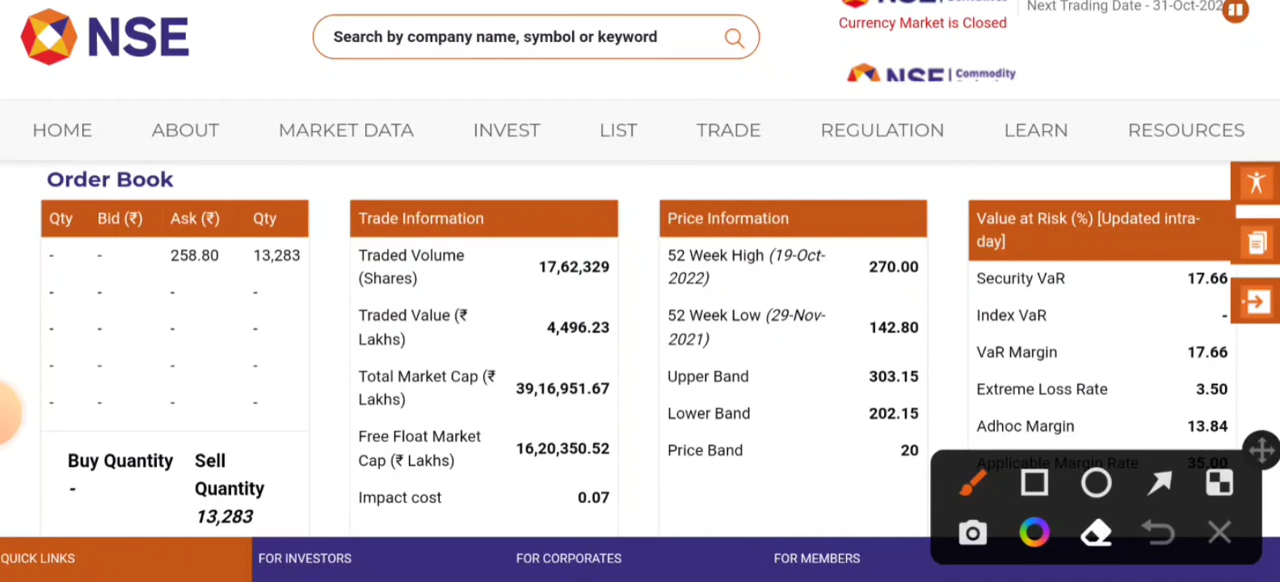 NSE
Search by company name, symbol or keyword
Next Trading Date - 31-Oct-202
Currency Market is Closed
NSE | Commodity
HOME ABOUT MARKET DATA INVEST LIST TRADE REGULATION LEARN RESOURCES
Order Book
Qty Bid (₹) Ask (₹) Qty
- - 258.80 13,283
- - - -
- - - -
- - - -
- - - -
Buy Quantity Sell
- Quantity
13,283
Trade Information
Traded Volume
(Shares) 17,62,329
Traded Value (₹
Lakhs) 4,496.23
Total Market Cap (₹
Lakhs) 39,16,951.67
Free Float Market
Cap (₹ Lakhs) 16,20,350.52
Impact cost 0.07
Price Information
52 Week High (19-Oct-
2022) 270.00
52 Week Low (29-Nov-
2021) 142.80
Upper Band 303.15
Lower Band 202.15
Price Band 20
Value at Risk (%) [Updated intra-
day]
Security VaR 17.66
Index VaR -
VaR Margin 17.66
Extreme Loss Rate 3.50
Adhoc Margin 13.84
Applicable Margin Rate 35.00
QUICK LINKS FOR INVESTORS FOR CORPORATES FOR MEMBERS